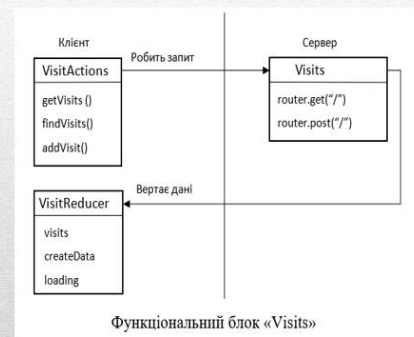 Клієнт
Сервер
Робить запит
VisitActions
getVisits ()
findVisits()
addVisit()
Visits
router.get(“/”)
router.post(“/”)
Вертає дані
VisitReducer
visits
createData
loading
Функціональний блок «Visits»